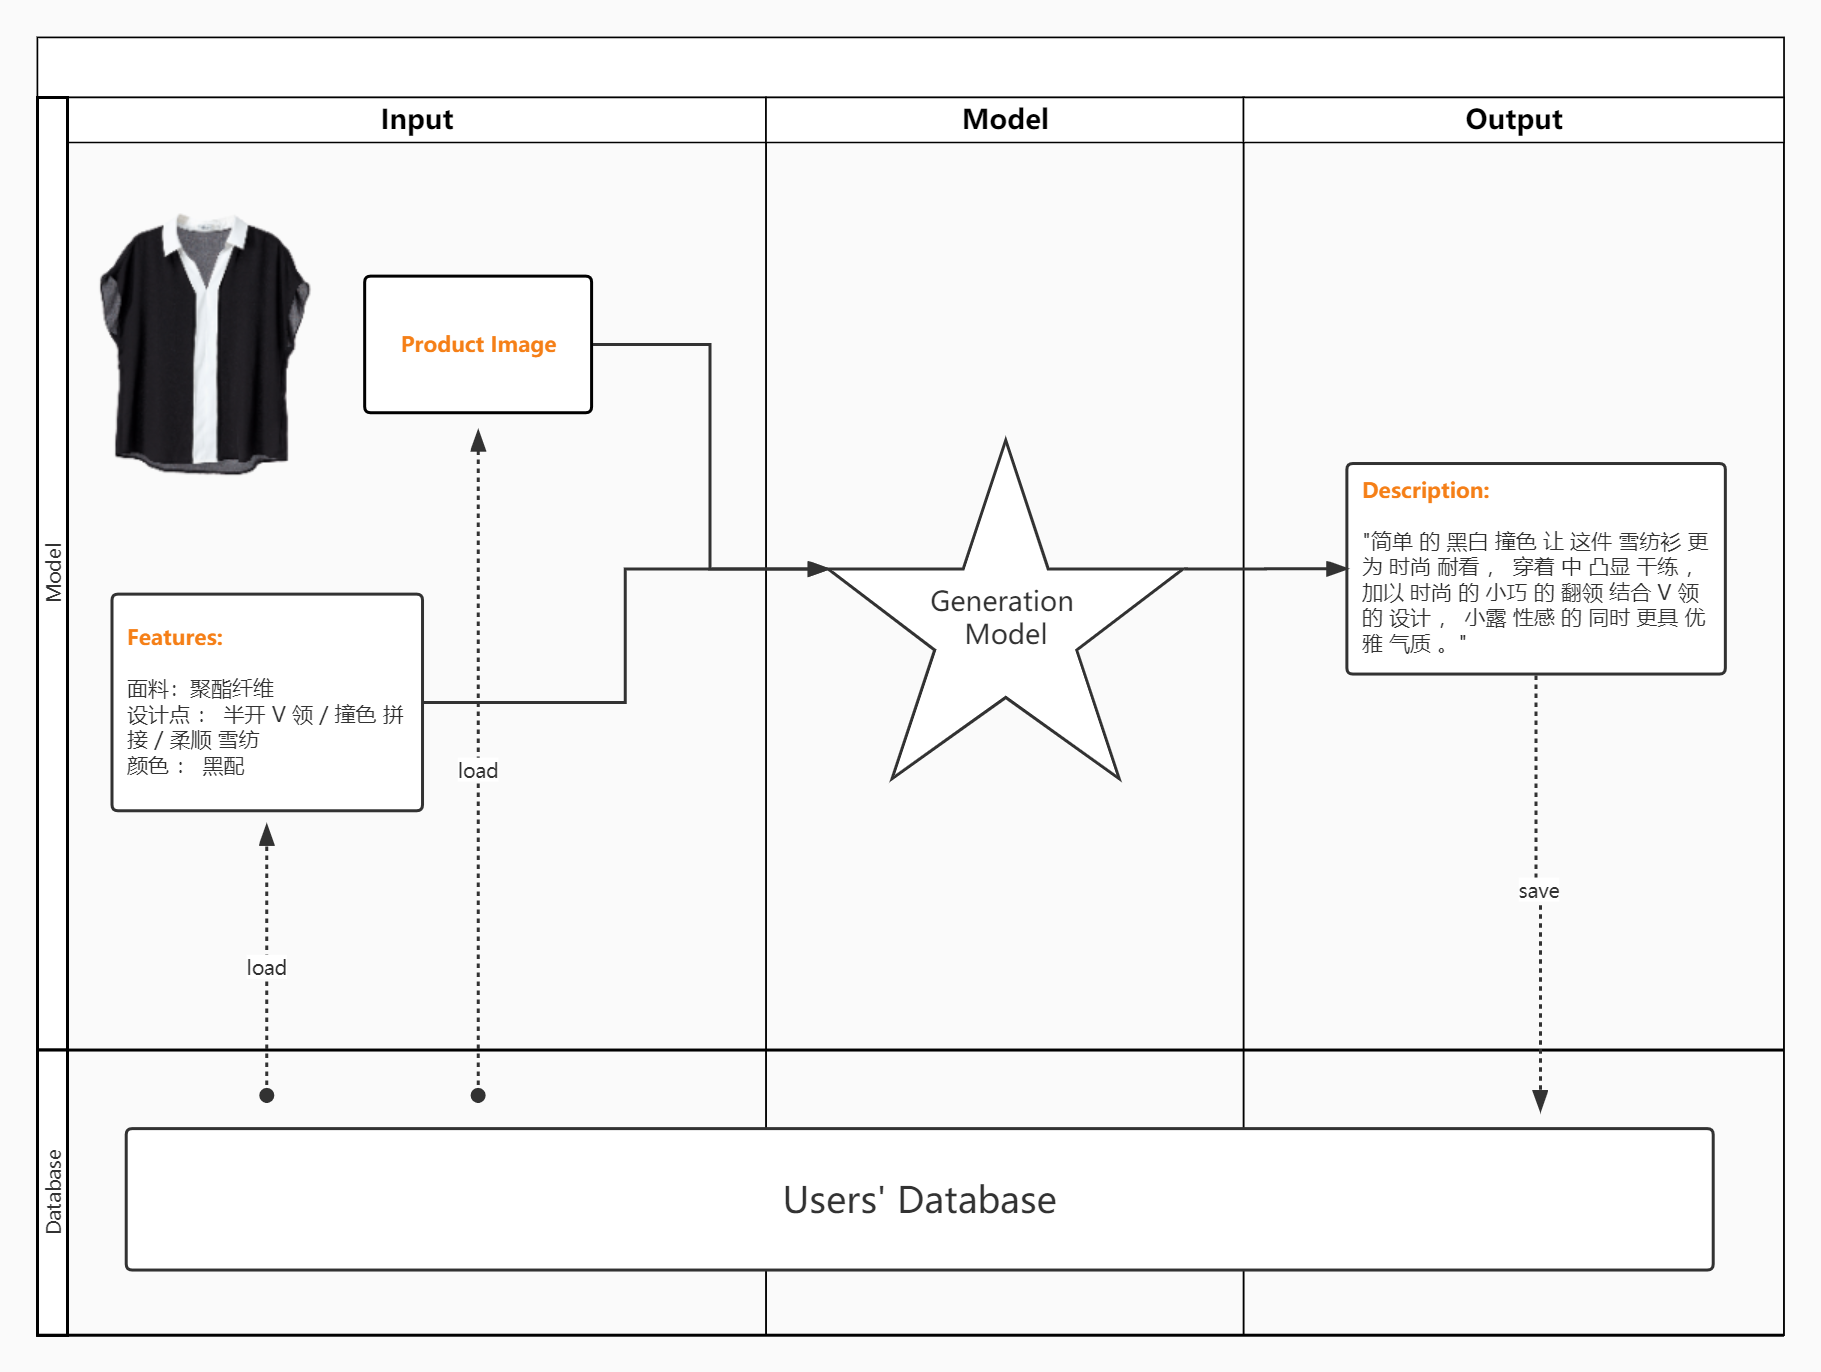 Input
Model
Output
Model
Product Image
Features:
面料：聚酯纤维
设计点 ： 半开 V 领 / 撞色 拼
接 / 柔顺 雪纺
颜色 ： 黑配
load
load
Generation
Model
Description:
"简单 的 黑白 撞色 让 这件 雪纺衫 更
为 时尚 耐看 ， 穿着 中 凸显 干练 ，
加以 时尚 的 小巧 的 翻领 结合 V 领
的 设计 ， 小露 性感 的 同时 更具 优
雅 气质 。"
save
Database
Users' Database